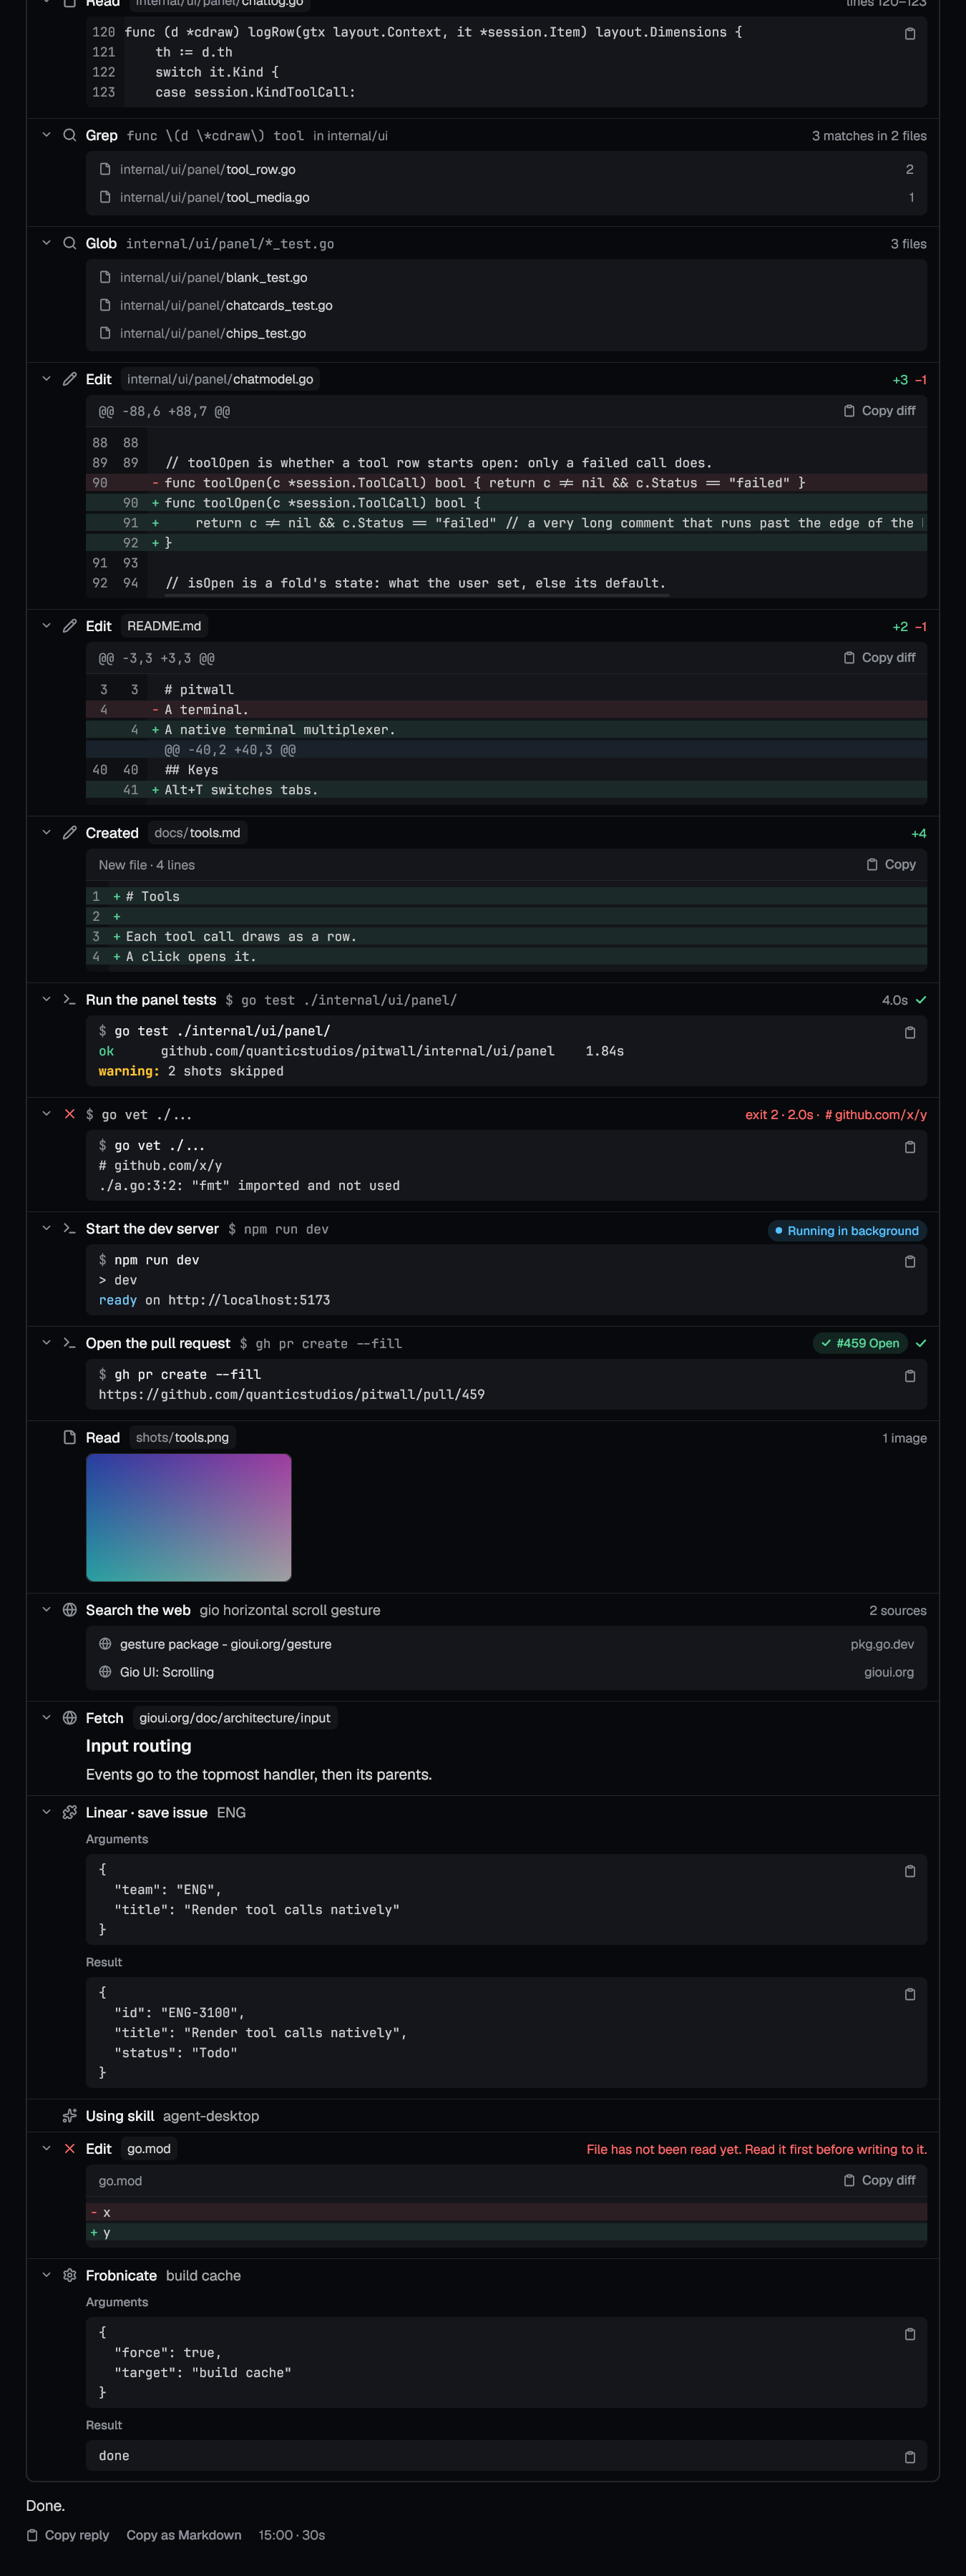 Read internal/ui/panel/chatlog.go lines 120–123
120 func (d *cdraw) logRow(gtx layout.Context, it *session.Item) layout.Dimensions {
121 th := d.th
122 switch it.Kind {
123 case session.KindToolCall:
Grep func \(d \*cdraw\) tool in internal/ui 3 matches in 2 files
internal/ui/panel/tool_row.go 2
internal/ui/panel/tool_media.go 1
Glob internal/ui/panel/*_test.go 3 files
internal/ui/panel/blank_test.go
internal/ui/panel/chatcards_test.go
internal/ui/panel/chips_test.go
Edit internal/ui/panel/chatmodel.go +3 −1
@@ -88,6 +88,7 @@ Copy diff
88 88
89 89 // toolOpen is whether a tool row starts open: only a failed call does.
90 - func toolOpen(c *session.ToolCall) bool { return c != nil && c.Status == "failed" }
90 + func toolOpen(c *session.ToolCall) bool {
91 + return c != nil && c.Status == "failed" // a very long comment that runs past the edge of the
92 + }
91 93
92 94 // isOpen is a fold's state: what the user set, else its default.
Edit README.md +2 −1
@@ -3,3 +3,3 @@ Copy diff
3 3 # pitwall
4 - A terminal.
4 + A native terminal multiplexer.
@@ -40,2 +40,3 @@
40 40 ## Keys
41 + Alt+T switches tabs.
Created docs/tools.md +4
New file · 4 lines Copy
1 + # Tools
2 +
3 + Each tool call draws as a row.
4 + A click opens it.
Run the panel tests $ go test ./internal/ui/panel/ 4.0s
$ go test ./internal/ui/panel/
ok github.com/quanticstudios/pitwall/internal/ui/panel 1.84s
warning: 2 shots skipped
$ go vet ./... exit 2 · 2.0s · # github.com/x/y
$ go vet ./...
# github.com/x/y
./a.go:3:2: "fmt" imported and not used
Start the dev server $ npm run dev Running in background
$ npm run dev
> dev
ready on http://localhost:5173
Open the pull request $ gh pr create --fill #459 Open
$ gh pr create --fill
https://github.com/quanticstudios/pitwall/pull/459
Read shots/tools.png 1 image
Search the web gio horizontal scroll gesture 2 sources
gesture package - gioui.org/gesture pkg.go.dev
Gio UI: Scrolling gioui.org
Fetch gioui.org/doc/architecture/input
Input routing
Events go to the topmost handler, then its parents.
Linear · save issue ENG
Arguments
{
"team": "ENG",
"title": "Render tool calls natively"
}
Result
{
"id": "ENG-3100",
"title": "Render tool calls natively",
"status": "Todo"
}
Using skill agent-desktop
Edit go.mod File has not been read yet. Read it first before writing to it.
go.mod Copy diff
- x
+ y
Frobnicate build cache
Arguments
{
"force": true,
"target": "build cache"
}
Result
done
Done.
Copy reply Copy as Markdown 15:00 · 30s